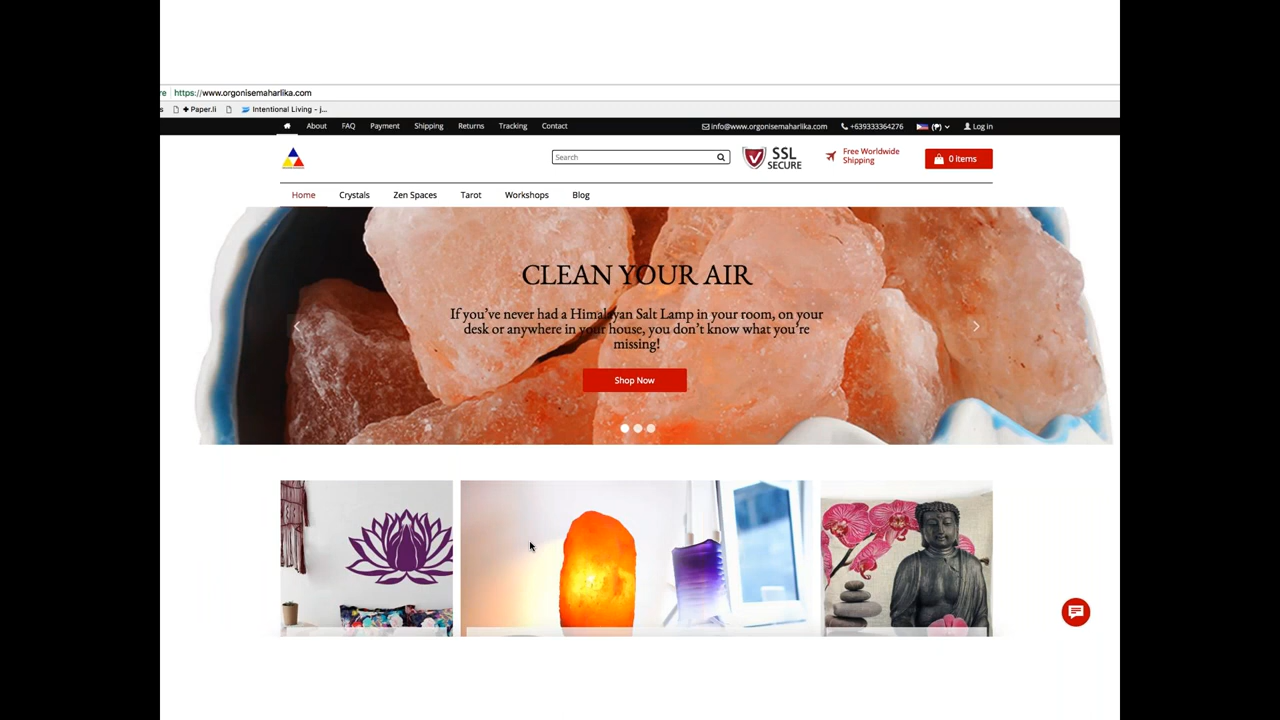 https://www.orgonisemaharlika.com
Paper.li
Intentional Living – j...
About FAQ Payment Shipping Returns Tracking Contact
info@www.orgonisemaharlika.com +639333364276 (₱) Log in
Search
SSL
SECURE
Free Worldwide
Shipping
0 items
Home Crystals Zen Spaces Tarot Workshops Blog
CLEAN YOUR AIR
If you’ve never had a Himalayan Salt Lamp in your room, on your
desk or anywhere in your house, you don’t know what you’re
missing!
Shop Now